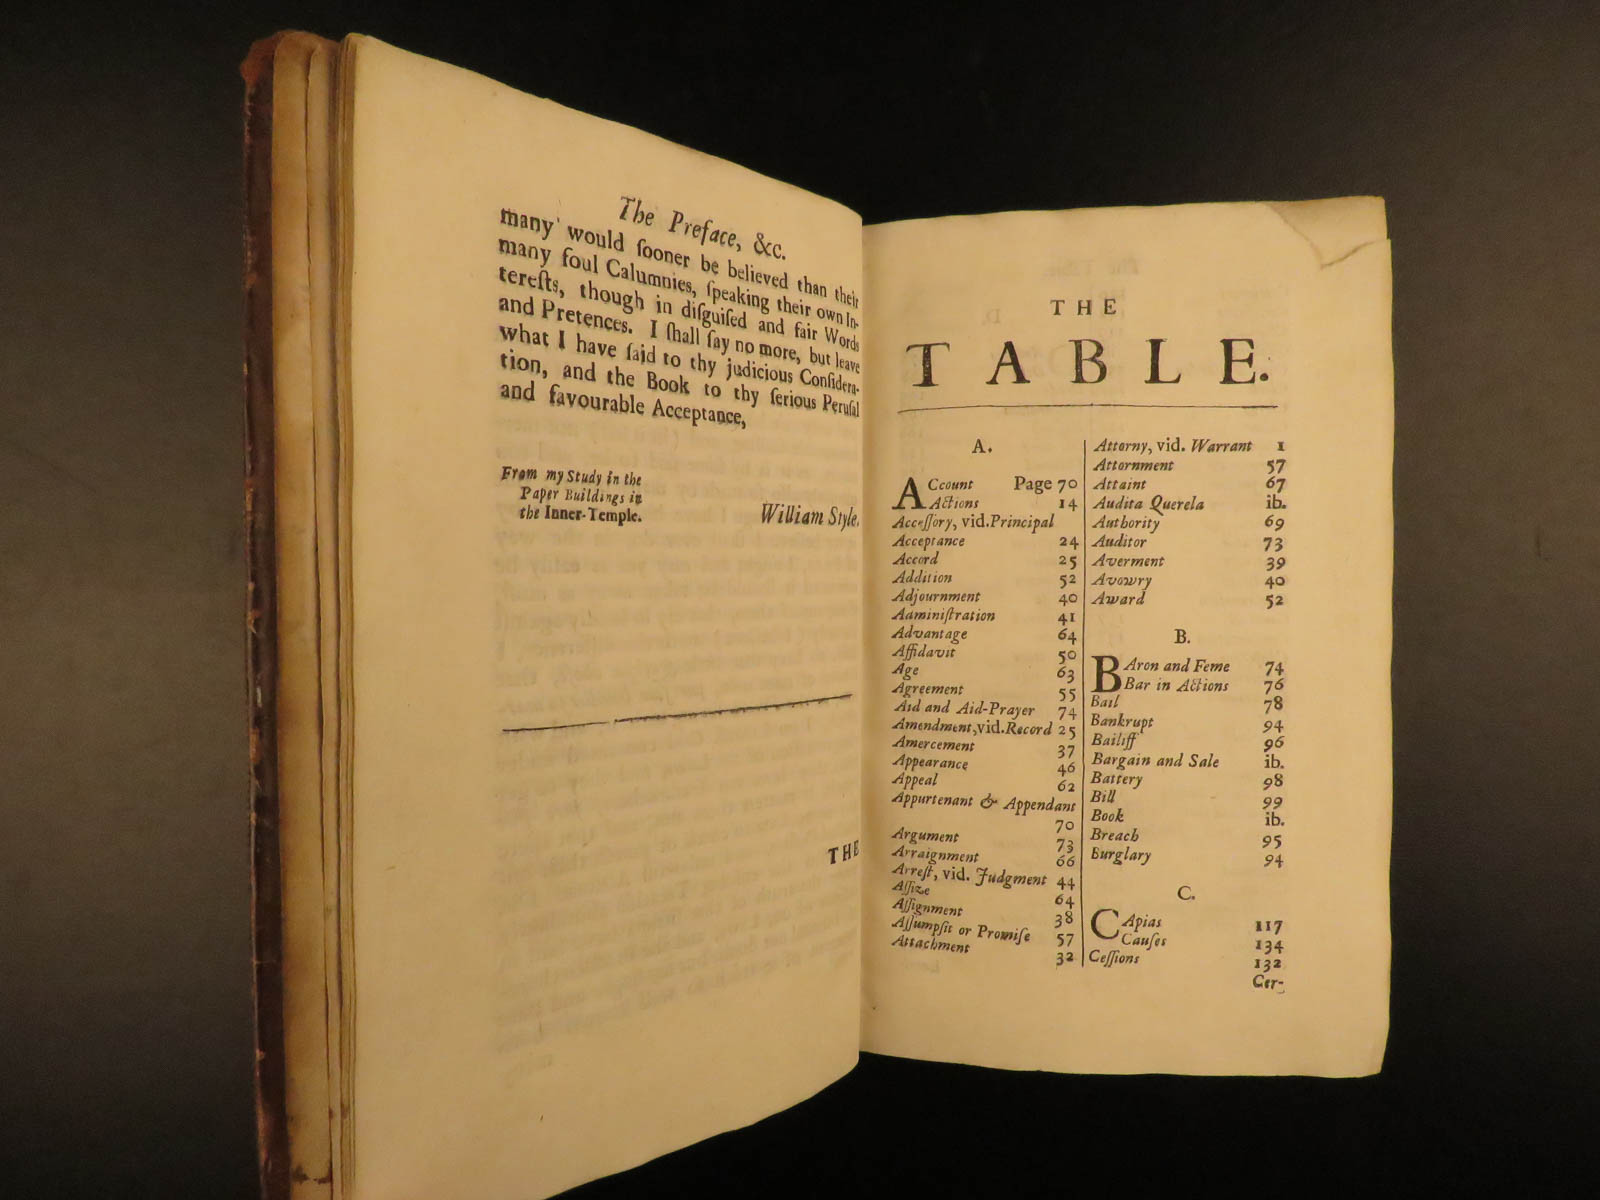 The Preface, &c.
many would ſooner be believed than their
many foul Calumnies, ſpeaking their own In-
tereſts, though in diſguiſed and fair Words
and Pretences. I ſhall ſay no more, but leave
what I have ſaid to thy judicious Conſidera-
tion, and the Book to thy ſerious Peruſal
and favourable Acceptance,
From my Study in the
Paper Buildings in
the Inner-Temple.
William Style.
THE
THE
TABLE.
A.
ACcount Page 70
Actions 14
Acceſſory, vid. Principal
Acceptance 24
Accord 25
Addition 52
Adjournment 40
Adminiſtration 41
Advantage 64
Affidavit 50
Age 63
Agreement 55
Aid and Aid-Prayer 74
Amendment, vid. Record 25
Amercement 37
Appearance 46
Appeal 62
Appurtenant & Appendant
70
Argument 73
Arraignment 66
Arreſt, vid. Judgment 44
Aſſize 64
Aſſignment 38
Aſſumpſit or Promiſe 57
Attachment 32
Attorny, vid. Warrant 1
Attornment 57
Attaint 67
Audita Querela ib.
Authority 69
Auditor 73
Averment 39
Avowry 40
Award 52
B.
BAron and Feme 74
Bar in Actions 76
Bail 78
Bankrupt 94
Bailiff 96
Bargain and Sale ib.
Battery 98
Bill 99
Book ib.
Breach 95
Burglary 94
C.
CApias 117
Cauſes 134
Ceſſions 132
Cer-